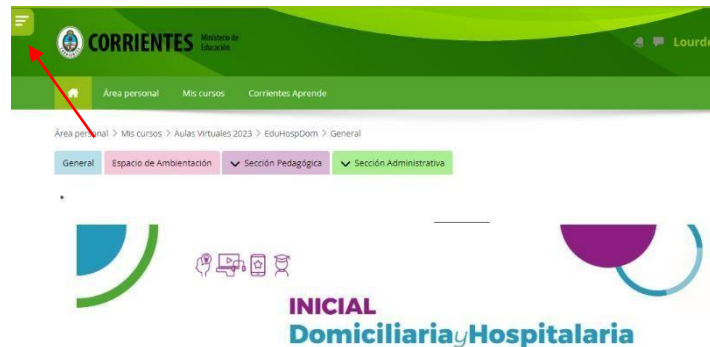 CORRIENTES Ministerio de Educación
Lourde
Área personal Mis cursos Corrientes Aprende
Área personal > Mis cursos > Aulas Virtuales 2023 > EduHospDom > General
General Espacio de Ambientación Sección Pedagógica Sección Administrativa
INICIAL
DomiciliariayHospitalaria